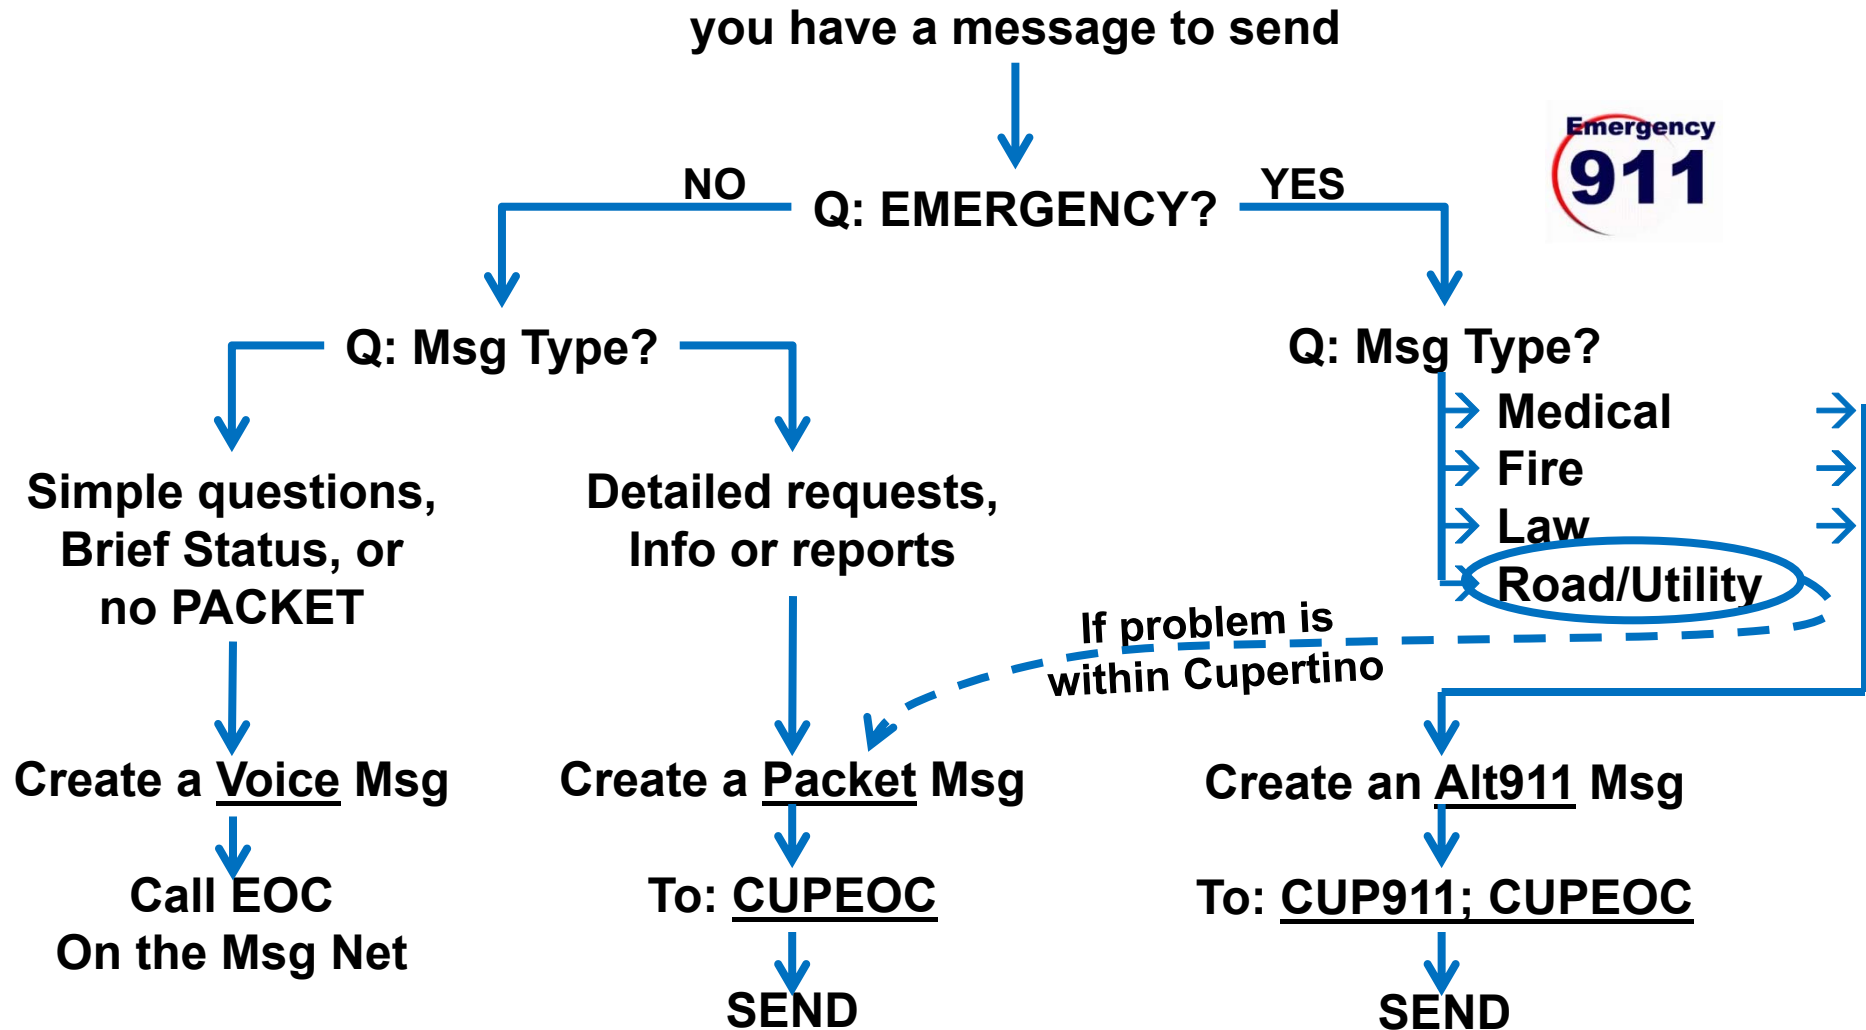 you have a message to send
Emergency
911
NO
YES
Q: EMERGENCY?
Q: Msg Type?
Q: Msg Type?
Medical
Fire
Law
Road/Utility
Simple questions,
Brief Status, or
no PACKET
Detailed requests,
Info or reports
If problem is
within Cupertino
Create a Voice Msg
Create a Packet Msg
Create an Alt911 Msg
Call EOC
On the Msg Net
To: CUPEOC
To: CUP911; CUPEOC
SEND
SEND